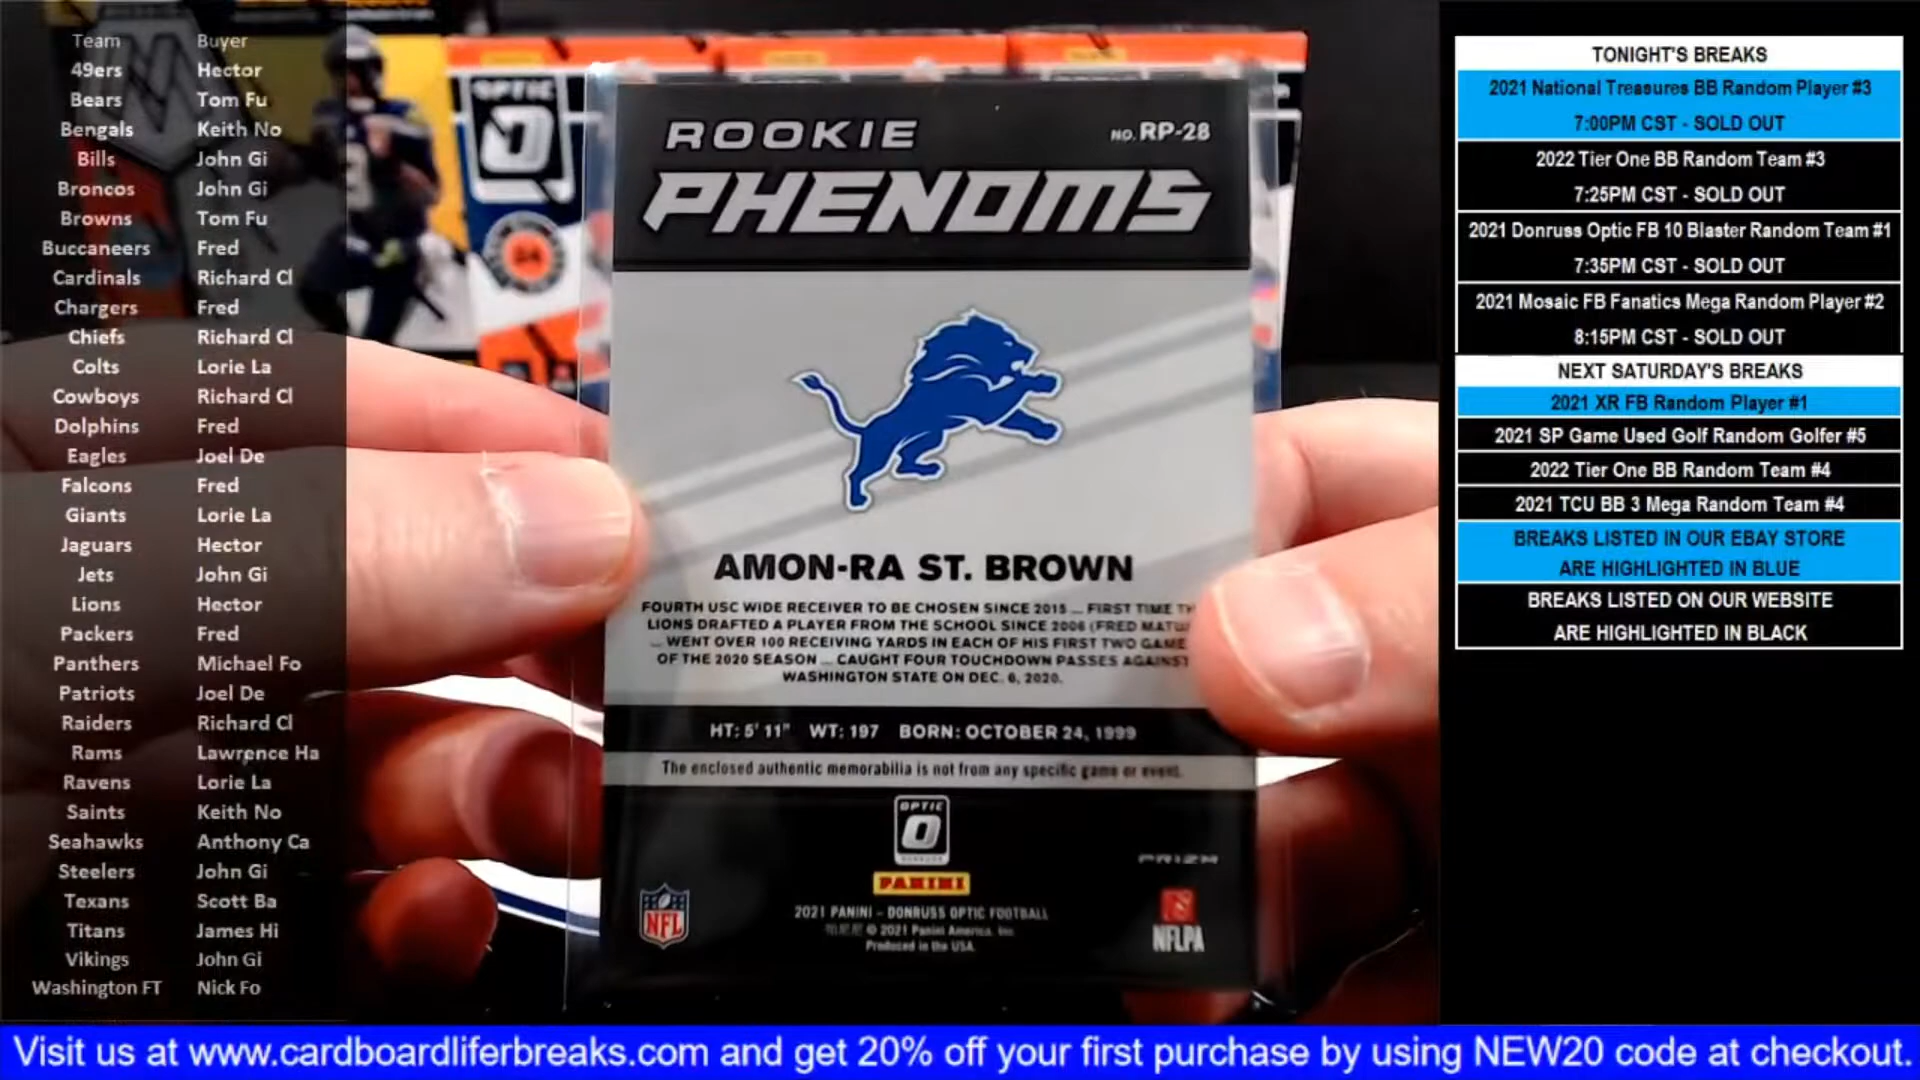 Team Buyer
49ers Hector
Bears Tom Fu
Bengals Keith No
Bills John Gi
Broncos John Gi
Browns Tom Fu
Buccaneers Fred
Cardinals Richard Cl
Chargers Fred
Chiefs Richard Cl
Colts Lorie La
Cowboys Richard Cl
Dolphins Fred
Eagles Joel De
Falcons Fred
Giants Lorie La
Jaguars Hector
Jets John Gi
Lions Hector
Packers Fred
Panthers Michael Fo
Patriots Joel De
Raiders Richard Cl
Rams Lawrence Ha
Ravens Lorie La
Saints Keith No
Seahawks Anthony Ca
Steelers John Gi
Texans Scott Ba
Titans James Hi
Vikings John Gi
Washington FT Nick Fo
OPTIC
ROOKIE
NO. RP-28
PHENOMS
AMON-RA ST. BROWN
FOURTH USC WIDE RECEIVER TO BE CHOSEN SINCE 2015 ... FIRST TIME
LIONS DRAFTED A PLAYER FROM THE SCHOOL SINCE 2006 (FRED
... WENT OVER 100 RECEIVING YARDS IN EACH OF HIS FIRST TWO GAME
OF THE 2020 SEASON ... CAUGHT FOUR TOUCHDOWN PASSES AGAINST
WASHINGTON STATE ON DEC. 6, 2020.
HT: 5' 11" WT: 197 BORN: OCTOBER 24, 1999
The enclosed authentic memorabilia is not from any specific game or event.
OPTIC
DONRUSS
PANINI
PRIZM
NFL
2021 PANINI – DONRUSS OPTIC FOOTBALL
© 2021 Panini America, Inc.
Produced in the USA.
NFLPA
TONIGHT'S BREAKS
2021 National Treasures BB Random Player #3
7:00PM CST - SOLD OUT
2022 Tier One BB Random Team #3
7:25PM CST - SOLD OUT
2021 Donruss Optic FB 10 Blaster Random Team #1
7:35PM CST - SOLD OUT
2021 Mosaic FB Fanatics Mega Random Player #2
8:15PM CST - SOLD OUT
NEXT SATURDAY'S BREAKS
2021 XR FB Random Player #1
2021 SP Game Used Golf Random Golfer #5
2022 Tier One BB Random Team #4
2021 TCU BB 3 Mega Random Team #4
BREAKS LISTED IN OUR EBAY STORE
ARE HIGHLIGHTED IN BLUE
BREAKS LISTED ON OUR WEBSITE
ARE HIGHLIGHTED IN BLACK
Visit us at www.cardboardliferbreaks.com and get 20% off your first purchase by using NEW20 code at checkout.